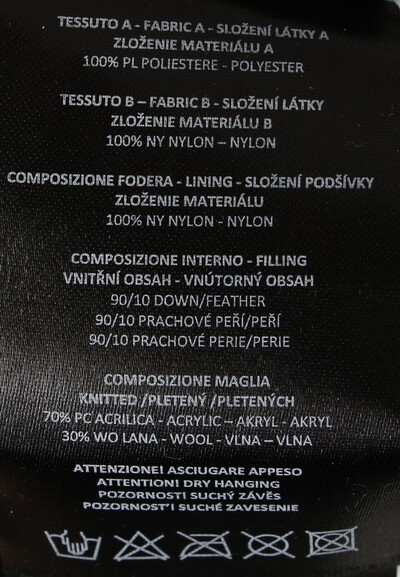 TESSUTO A - FABRIC A - SLOŽENÍ LÁTKY A
ZLOŽENIE MATERIÁLU A
100% PL POLIESTERE - POLYESTER
TESSUTO B – FABRIC B - SLOŽENÍ LÁTKY
ZLOŽENIE MATERIÁLU B
100% NY NYLON – NYLON
COMPOSIZIONE FODERA - LINING - SLOŽENÍ PODŠÍVKY
ZLOŽENIE MATERIÁLU
100% NY NYLON - NYLON
COMPOSIZIONE INTERNO - FILLING
VNITŘNÍ OBSAH - VNÚTORNÝ OBSAH
90/10 DOWN/FEATHER
90/10 PRACHOVÉ PEŘÍ/PEŘÍ
90/10 PRACHOVÉ PERIE/PERIE
COMPOSIZIONE MAGLIA
KNITTED /PLETENÝ /PLETENÝCH
70% PC ACRILICA - ACRYLIC – AKRYL - AKRYL
30% WO LANA - WOOL - VLNA – VLNA
ATTENZIONE! ASCIUGARE APPESO
ATTENTION! DRY HANGING
POZORNOST! SUCHÝ ZÁVĚS
POZORNOST'! SUCHÉ ZAVESENIE